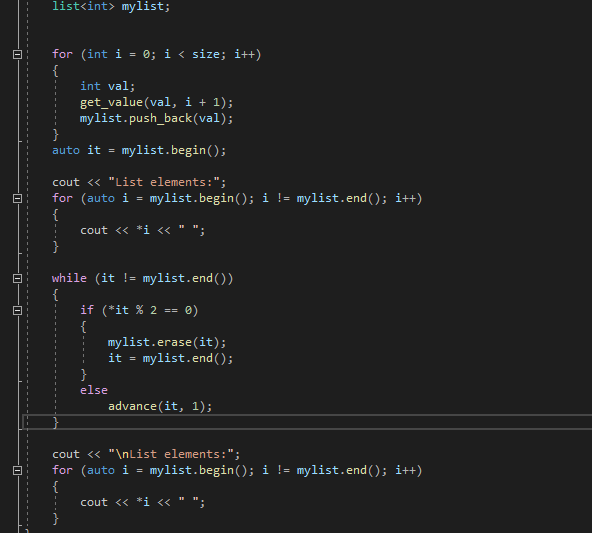 list<int> mylist;
for (int i = 0; i < size; i++)
{
int val;
get_value(val, i + 1);
mylist.push_back(val);
}
auto it = mylist.begin();
cout << "List elements:";
for (auto i = mylist.begin(); i != mylist.end(); i++)
{
cout << *i << " ";
}
while (it != mylist.end())
{
if (*it % 2 == 0)
{
mylist.erase(it);
it = mylist.end();
}
else
advance(it, 1);
}
cout << "\nList elements:";
for (auto i = mylist.begin(); i != mylist.end(); i++)
{
cout << *i << " ";
}